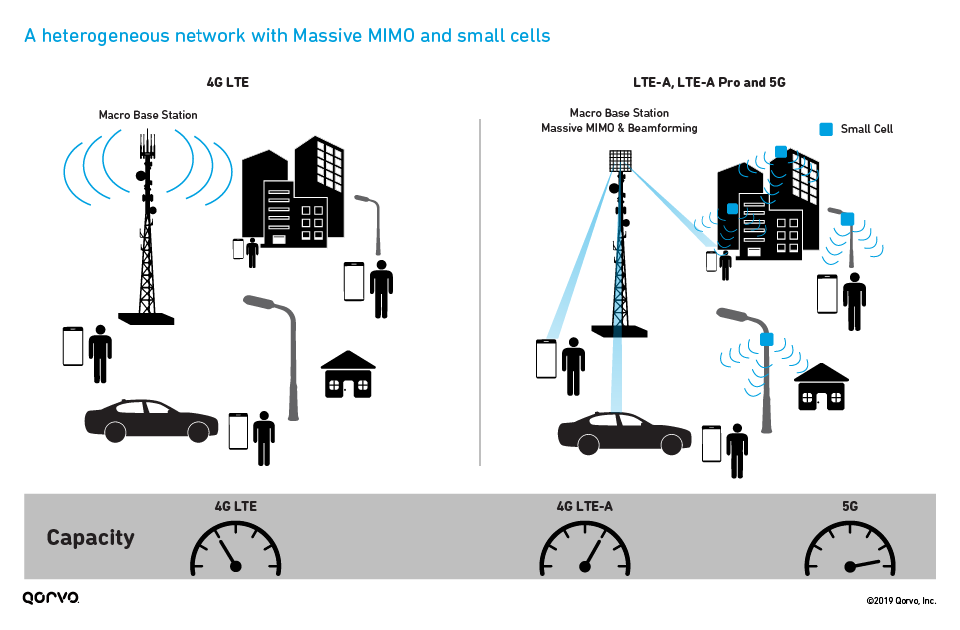 A heterogeneous network with Massive MIMO and small cells
4G LTE
Macro Base Station
LTE-A, LTE-A Pro and 5G
Macro Base Station
Massive MIMO & Beamforming
Small Cell
Capacity
4G LTE
4G LTE-A
5G
QORVO
©2019 Qorvo, Inc.